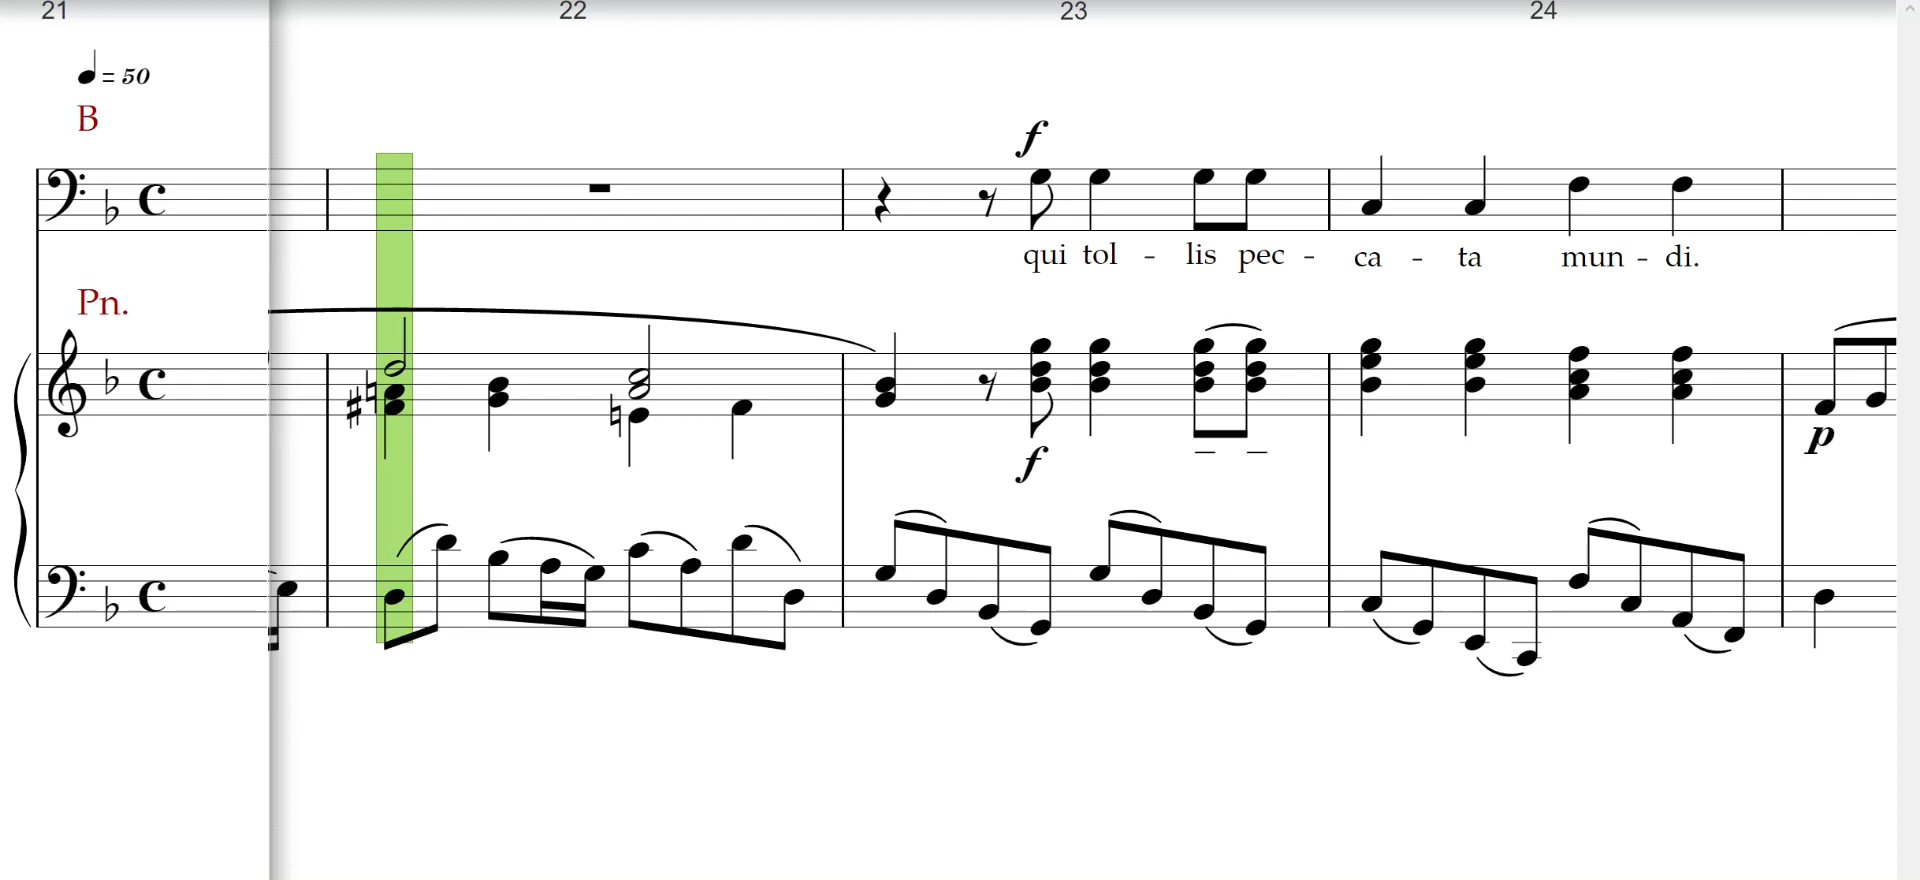 21 22 23 24
= 50
B
f
qui tol - lis pec - ca - ta mun - di.
Pn.
p
f